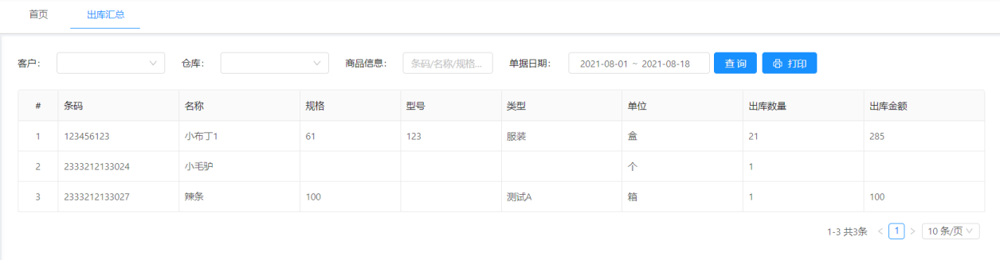 首页 出库汇总
客户： 仓库： 商品信息： 条码/名称/规格... 单据日期： 2021-08-01 ~ 2021-08-18 查 询 打印
# 条码 名称 规格 型号 类型 单位 出库数量 出库金额
1 123456123 小布丁1 61 123 服装 盒 21 285
2 2333212133024 小毛驴 个 1
3 2333212133027 辣条 100 测试A 箱 1 100
1-3 共3条 < 1 > 10 条/页